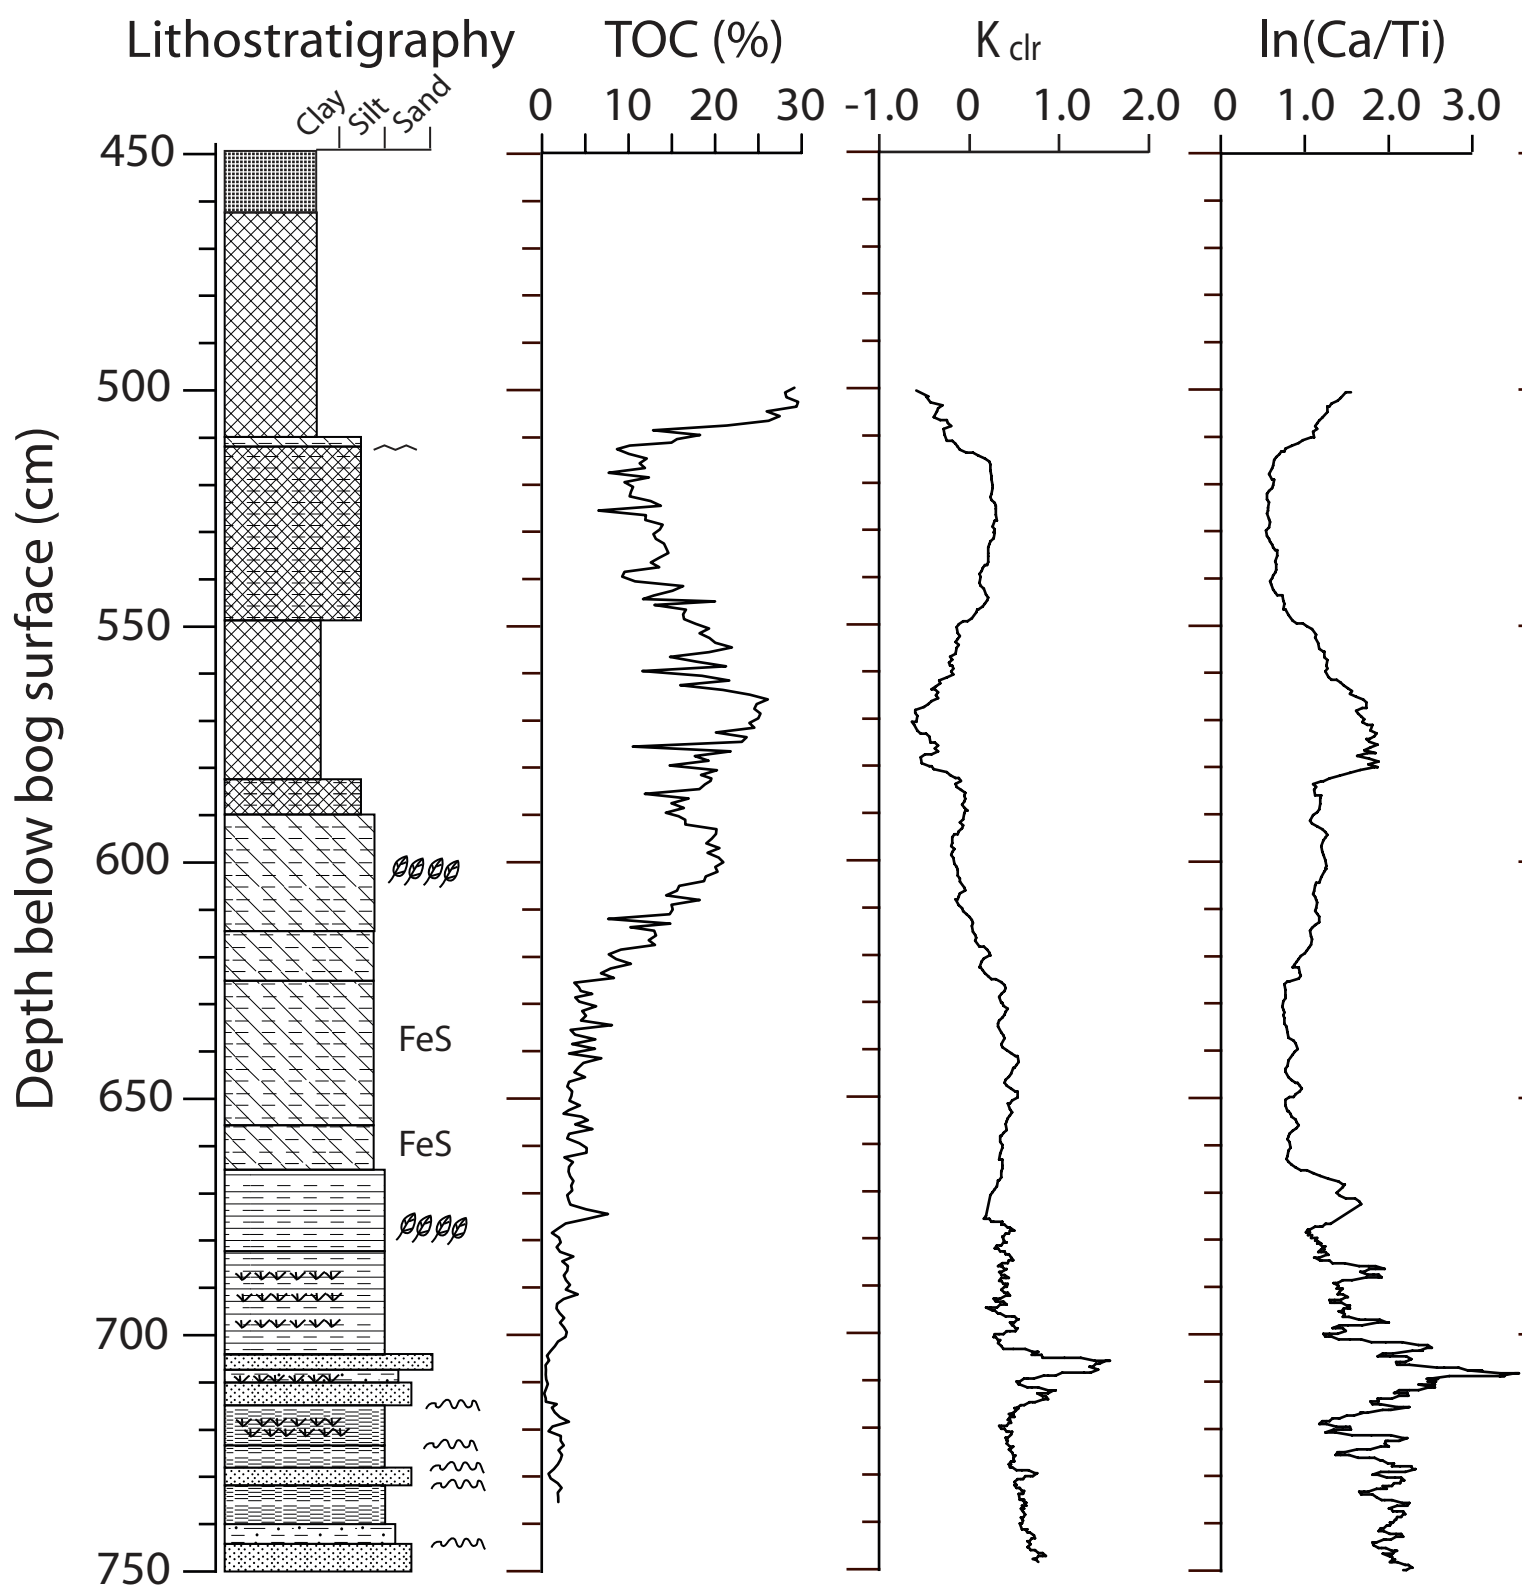 Lithostratigraphy TOC (%) K clr ln(Ca/Ti)
Clay Silt Sand
0 10 20 30 -1.0 0 1.0 2.0 0 1.0 2.0 3.0
450
500
550
600
650
700
750
Depth below bog surface (cm)
FeS
FeS